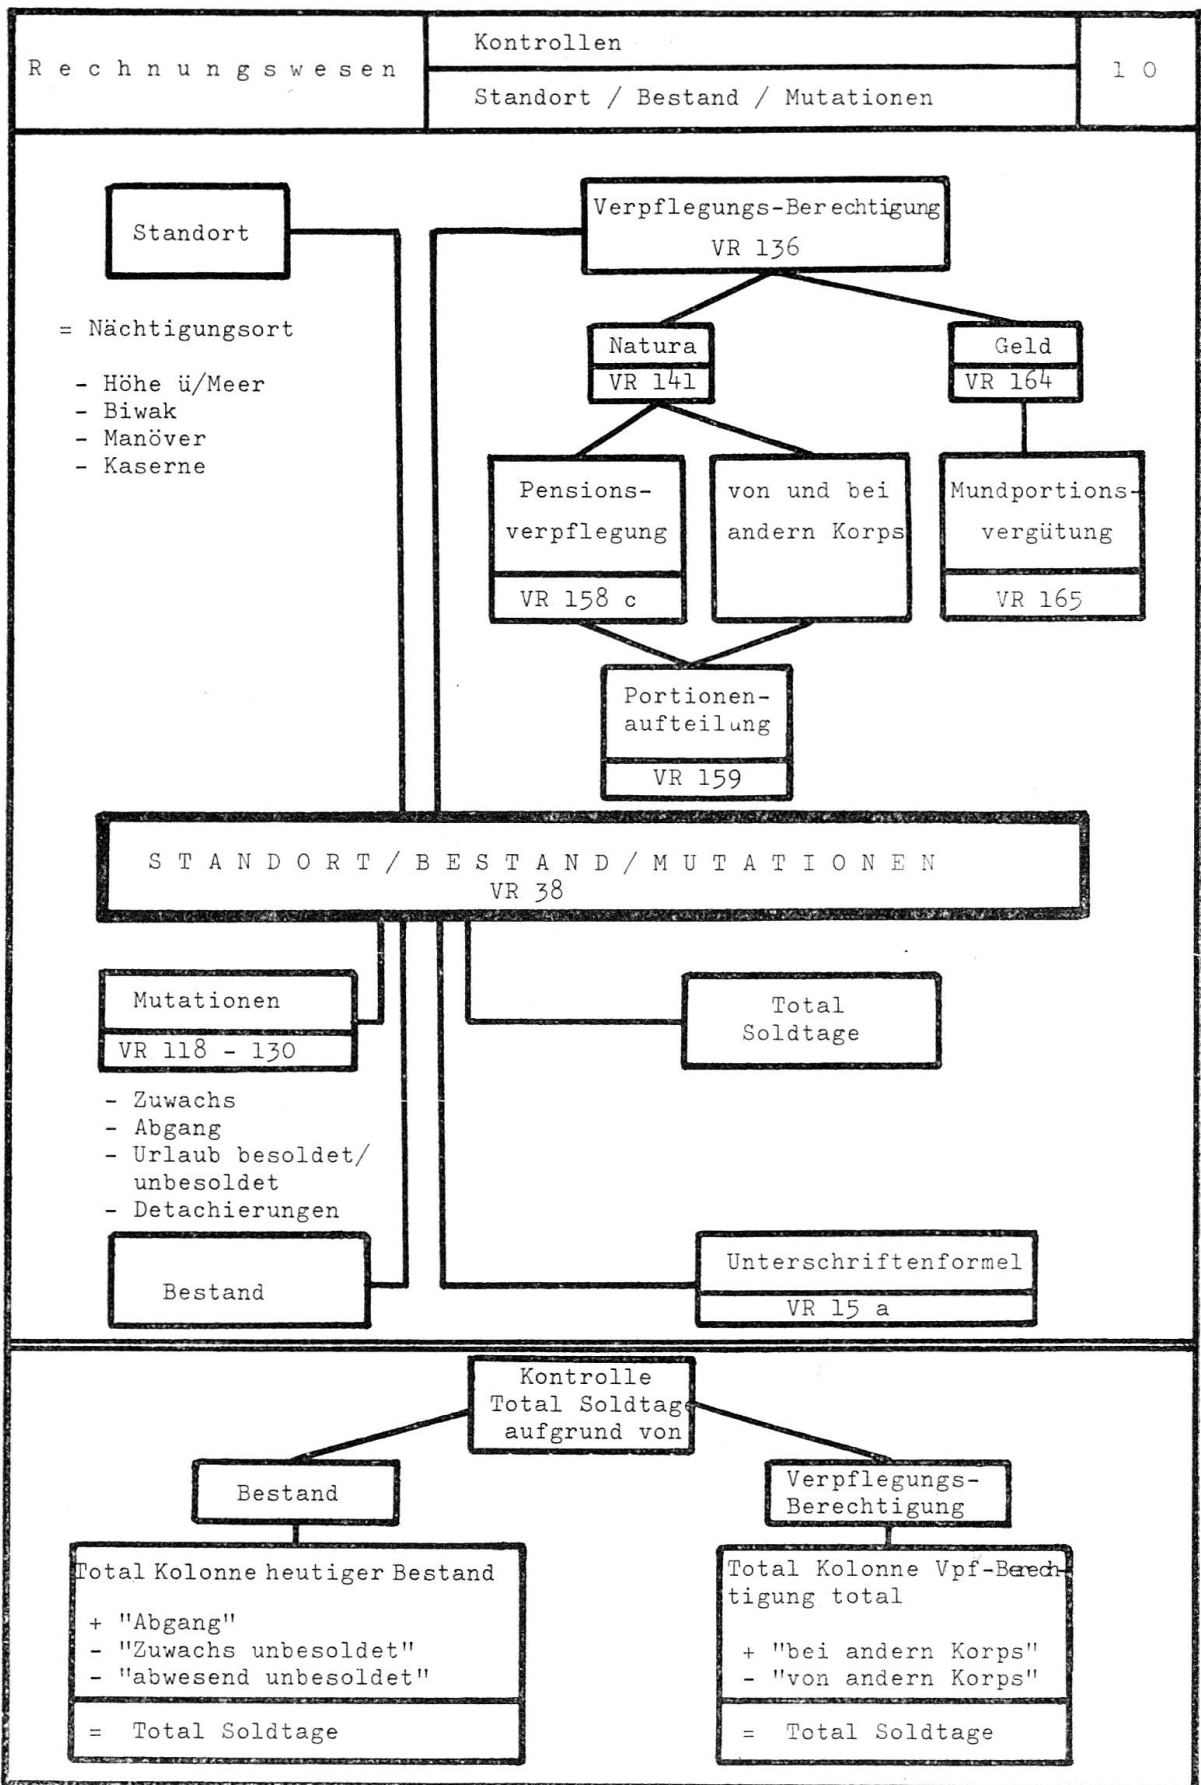 Rechnungswesen
Kontrollen
Standort / Bestand / Mutationen
10
Standort
= Nächtigungsort
- Höhe ü/Meer
- Biwak
- Manöver
- Kaserne
Verpflegungs-Berechtigung
VR 136
Natura
VR 141
Geld
VR 164
Pensions-
verpflegung
VR 158 c
von und bei
andern Korps
Mundportions-
vergütung
VR 165
Portionen-
aufteilung
VR 159
STANDORT/BESTAND/MUTATIONEN
VR 38
Mutationen
VR 118 - 130
- Zuwachs
- Abgang
- Urlaub besoldet/
unbesoldet
- Detachierungen
Total
Soldtage
Bestand
Unterschriftenformel
VR 15 a
Kontrolle
Total Soldtage
aufgrund von
Bestand
Total Kolonne heutiger Bestand
+ "Abgang"
- "Zuwachs unbesoldet"
- "abwesend unbesoldet"
= Total Soldtage
Verpflegungs-
Berechtigung
Total Kolonne Vpf-Berech-
tigung total
+ "bei andern Korps"
- "von andern Korps"
= Total Soldtage